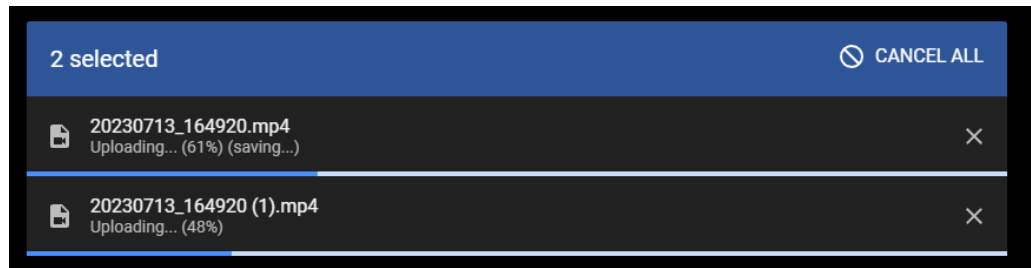 2 selected
CANCEL ALL
20230713_164920.mp4
Uploading... (61%) (saving...)
20230713_164920 (1).mp4
Uploading... (48%)